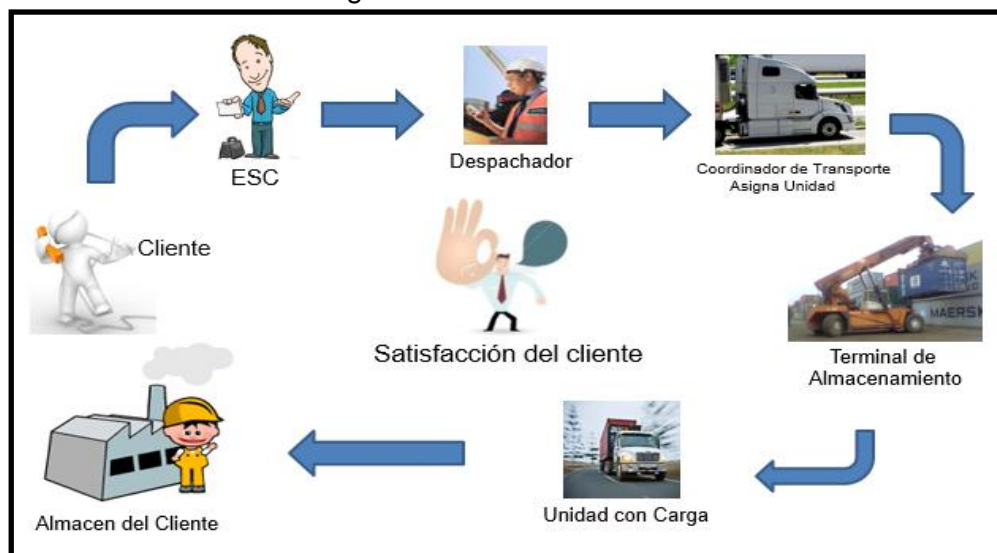 Cliente
ESC
Despachador
Coordinador de Transporte
Asigna Unidad
MAERSK
Terminal de
Almacenamiento
Unidad con Carga
Almacen del Cliente
Satisfacción del cliente